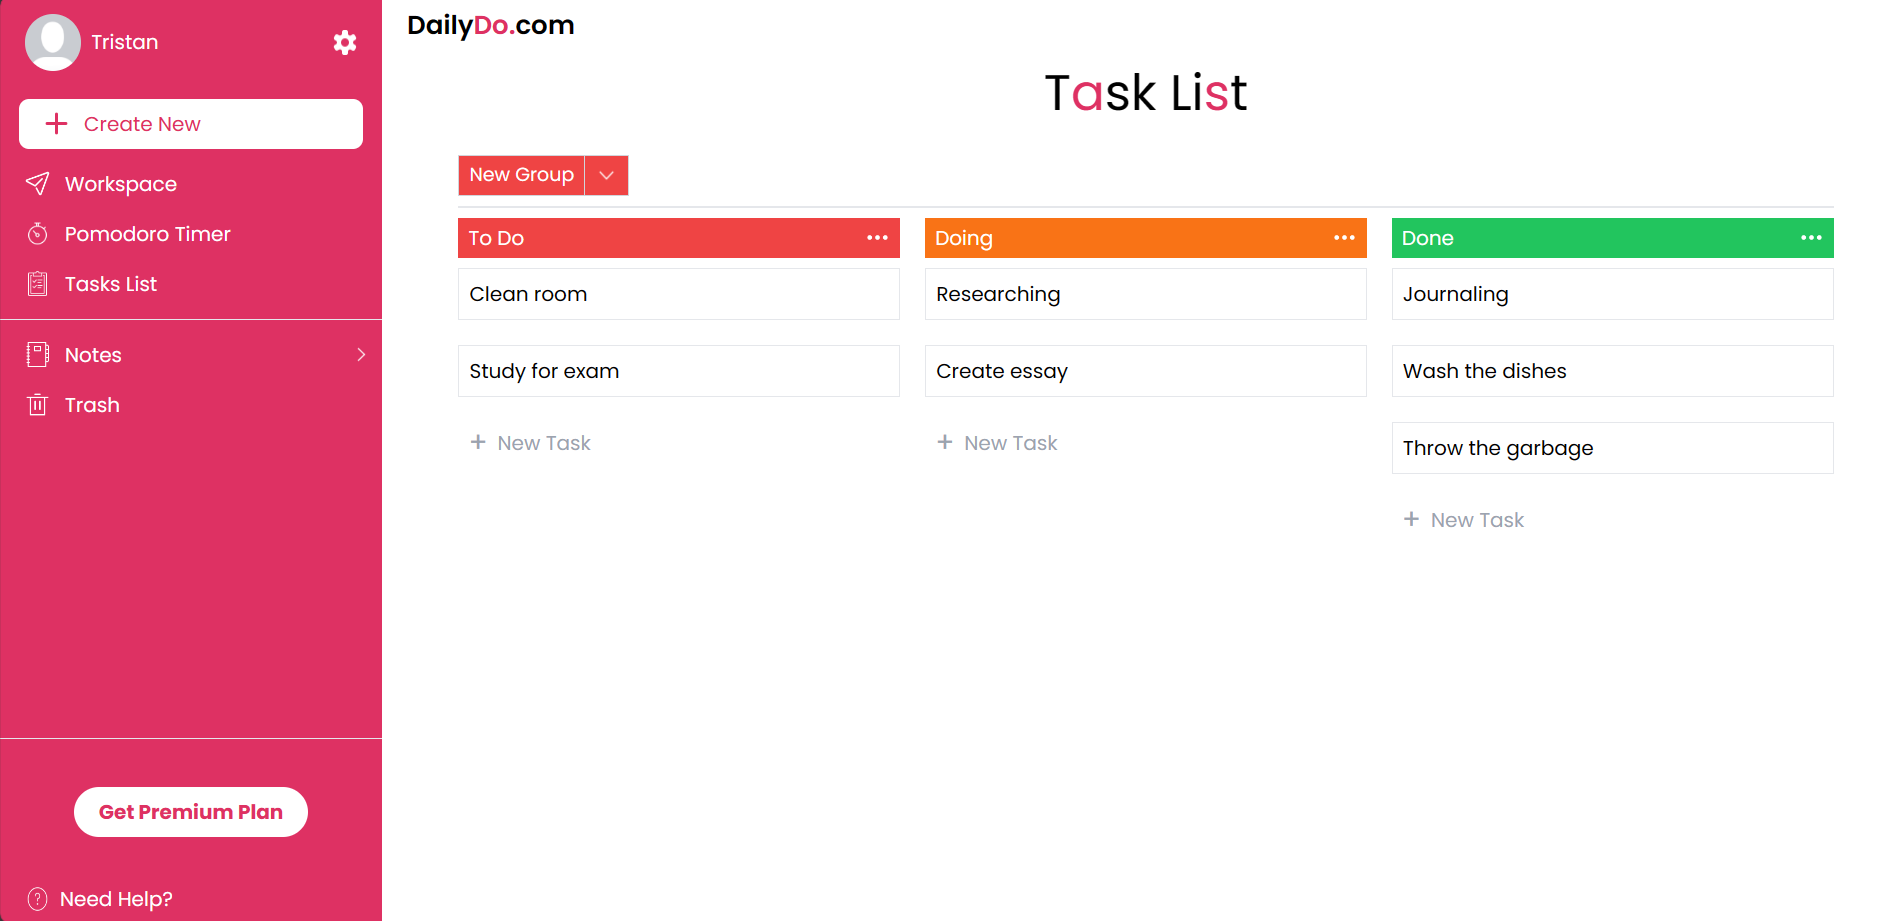 Tristan
Create New
Workspace
Pomodoro Timer
Tasks List
Notes
Trash
Get Premium Plan
Need Help?
DailyDo.com
Task List
New Group
To Do
Clean room
Study for exam
+ New Task
Doing
Researching
Create essay
+ New Task
Done
Journaling
Wash the dishes
Throw the garbage
+ New Task